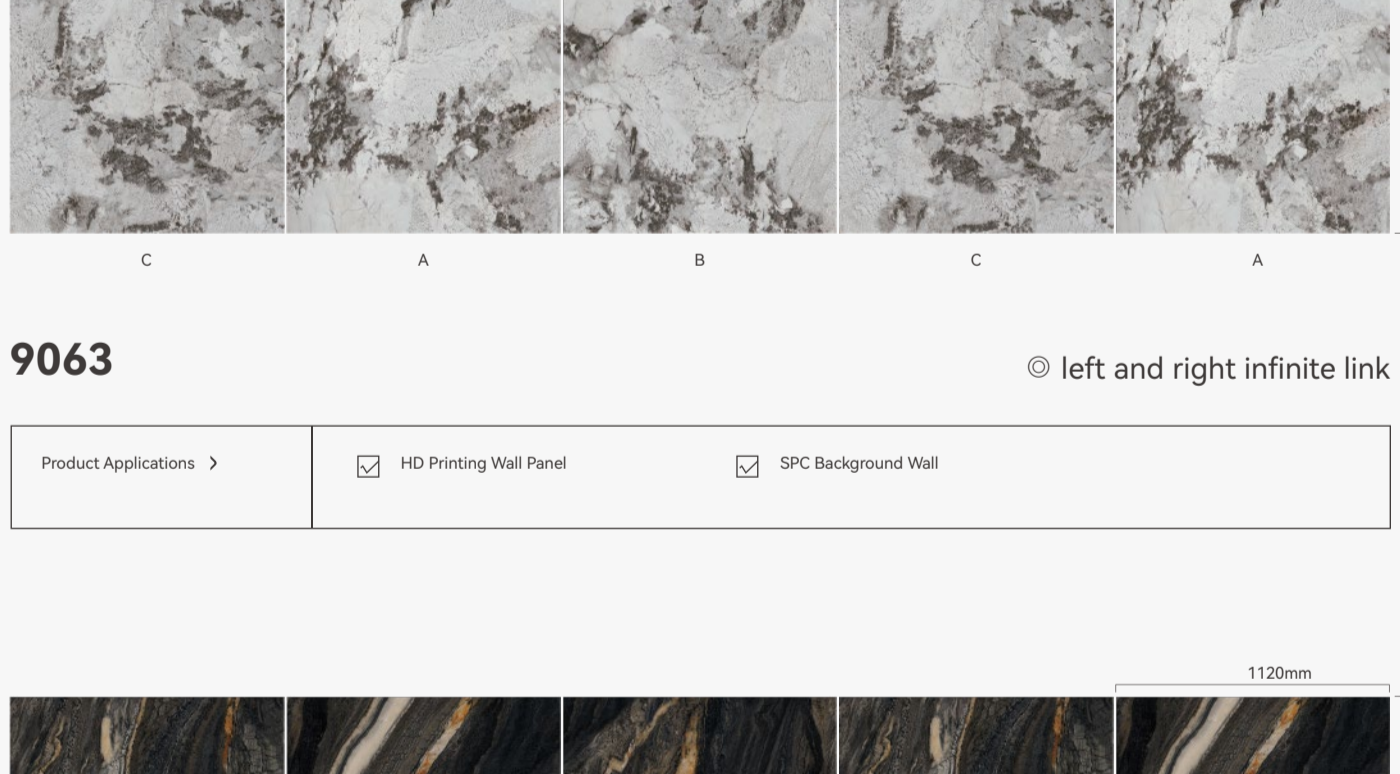 C A B C A
9063
left and right infinite link
Product Applications HD Printing Wall Panel SPC Background Wall
1120mm